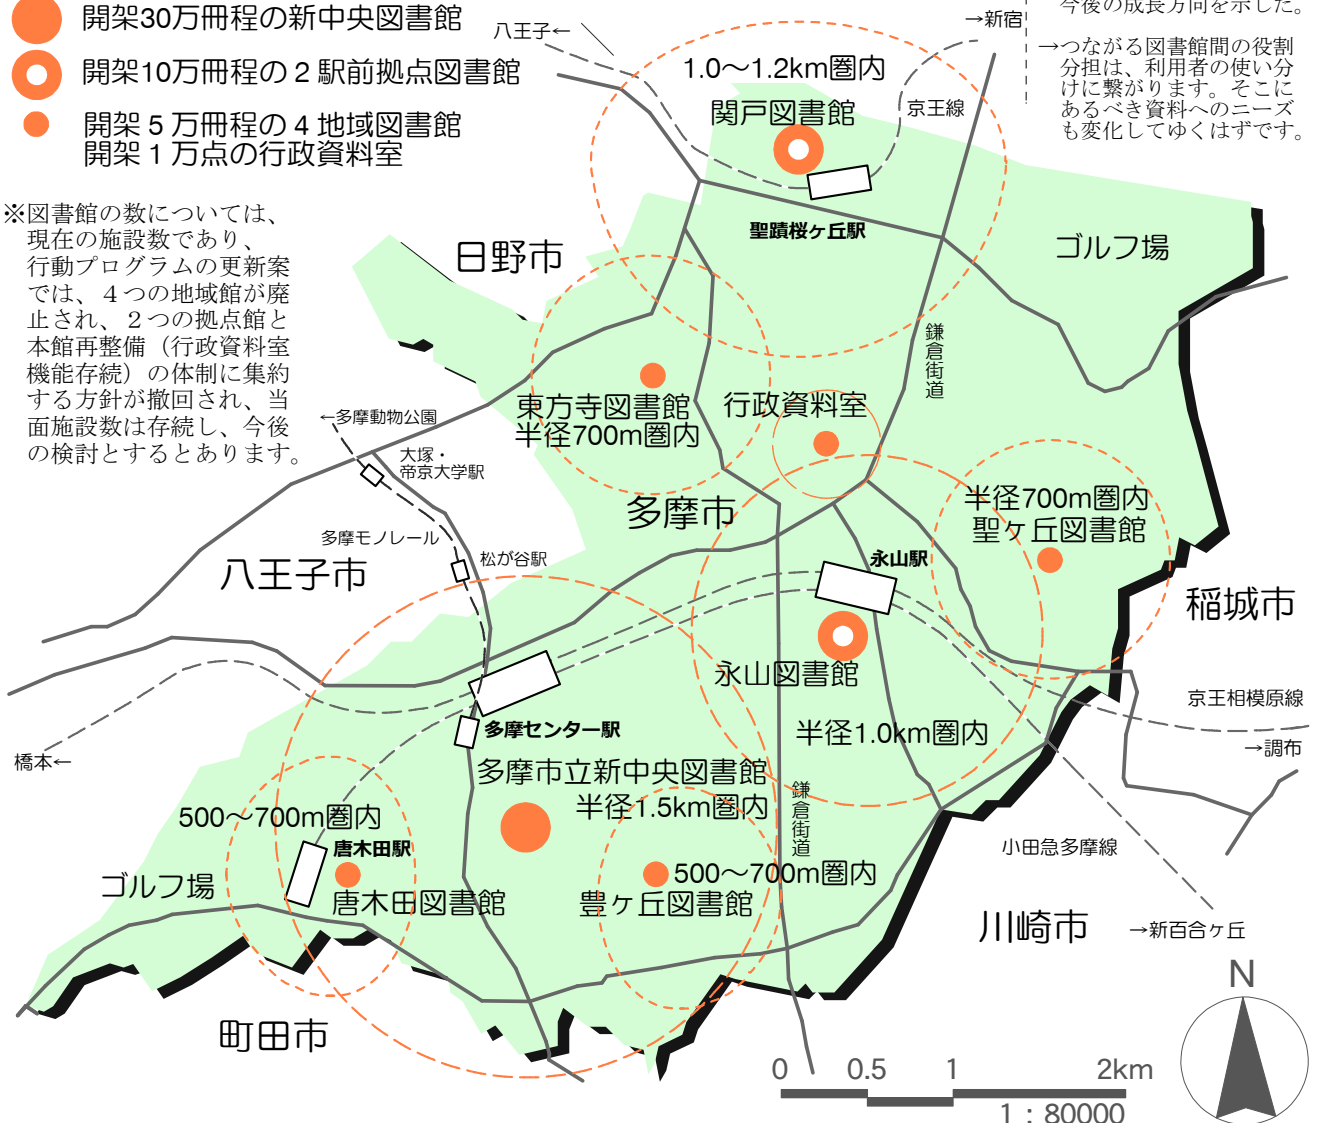 開架30万冊程の新中央図書館
開架10万冊程の２駅前拠点図書館
開架５万冊程の４地域図書館
開架１万点の行政資料室
※図書館の数については、
現在の施設数であり、
行動プログラムの更新案
では、４つの地域館が廃
止され、２つの拠点館と
本館再整備（行政資料室
機能存続）の体制に集約
する方針が撤回され、当
面施設数は存続し、今後
の検討とするとあります。
今後の成長方向を示した。
→つながる図書館間の役割
分担は、利用者の使い分
けに繋がります。そこに
あるべき資料へのニーズ
も変化してゆくはずです。
八王子←
→新宿
1.0〜1.2km圏内
関戸図書館
京王線
聖蹟桜ヶ丘駅
日野市
ゴルフ場
鎌倉街道
東方寺図書館
半径700m圏内
行政資料室
←多摩動物公園
大塚・
帝京大学駅
多摩市
半径700m圏内
聖ヶ丘図書館
多摩モノレール
松が谷駅
永山駅
八王子市
稲城市
永山図書館
半径1.0km圏内
京王相模原線
→調布
橋本←
多摩センター駅
多摩市立新中央図書館
半径1.5km圏内
鎌倉街道
500〜700m圏内
唐木田駅
小田急多摩線
ゴルフ場
唐木田図書館
500〜700m圏内
豊ヶ丘図書館
川崎市
→新百合ヶ丘
町田市
N
0 0.5 1 2km
1：80000